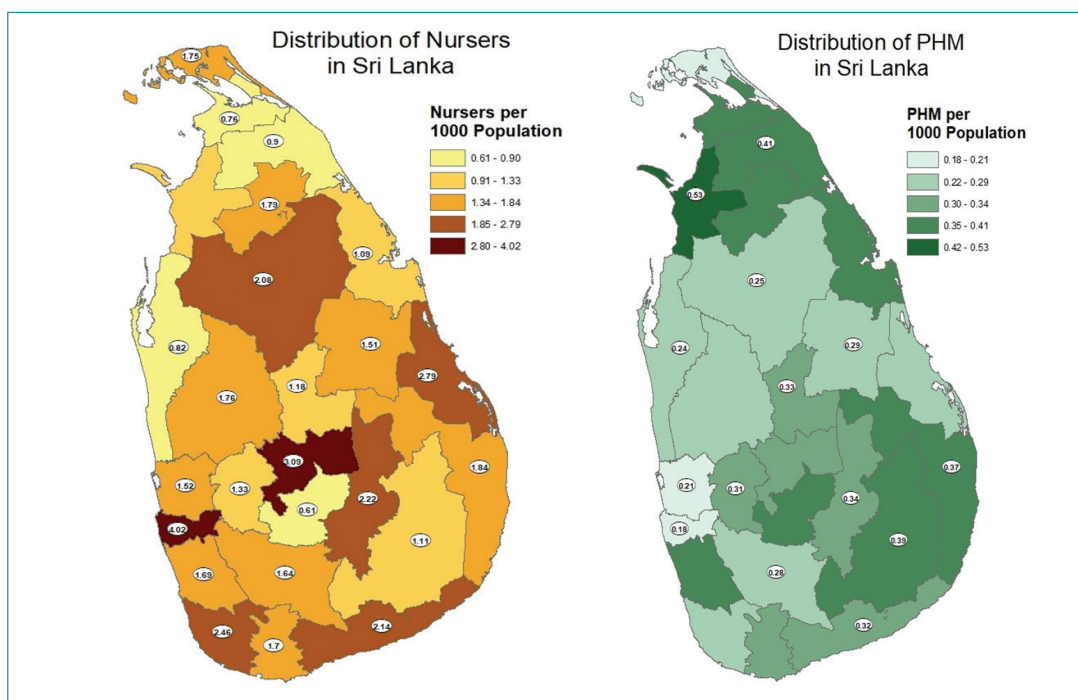 Distribution of Nursers
in Sri Lanka
Nursers per
1000 Population
0.61 - 0.90
0.91 - 1.33
1.34 - 1.84
1.85 - 2.79
2.80 - 4.02
1.75
0.76
0.9
1.79
1.09
2.08
0.82
1.51
2.79
1.18
1.76
3.09
1.84
1.52
1.33
2.22
0.61
4.02
1.11
1.69
1.64
2.14
2.46
1.7
Distribution of PHM
in Sri Lanka
PHM per
1000 Population
0.18 - 0.21
0.22 - 0.29
0.30 - 0.34
0.35 - 0.41
0.42 - 0.53
0.41
0.53
0.25
0.24
0.29
0.33
0.37
0.21
0.31
0.34
0.18
0.39
0.28
0.32